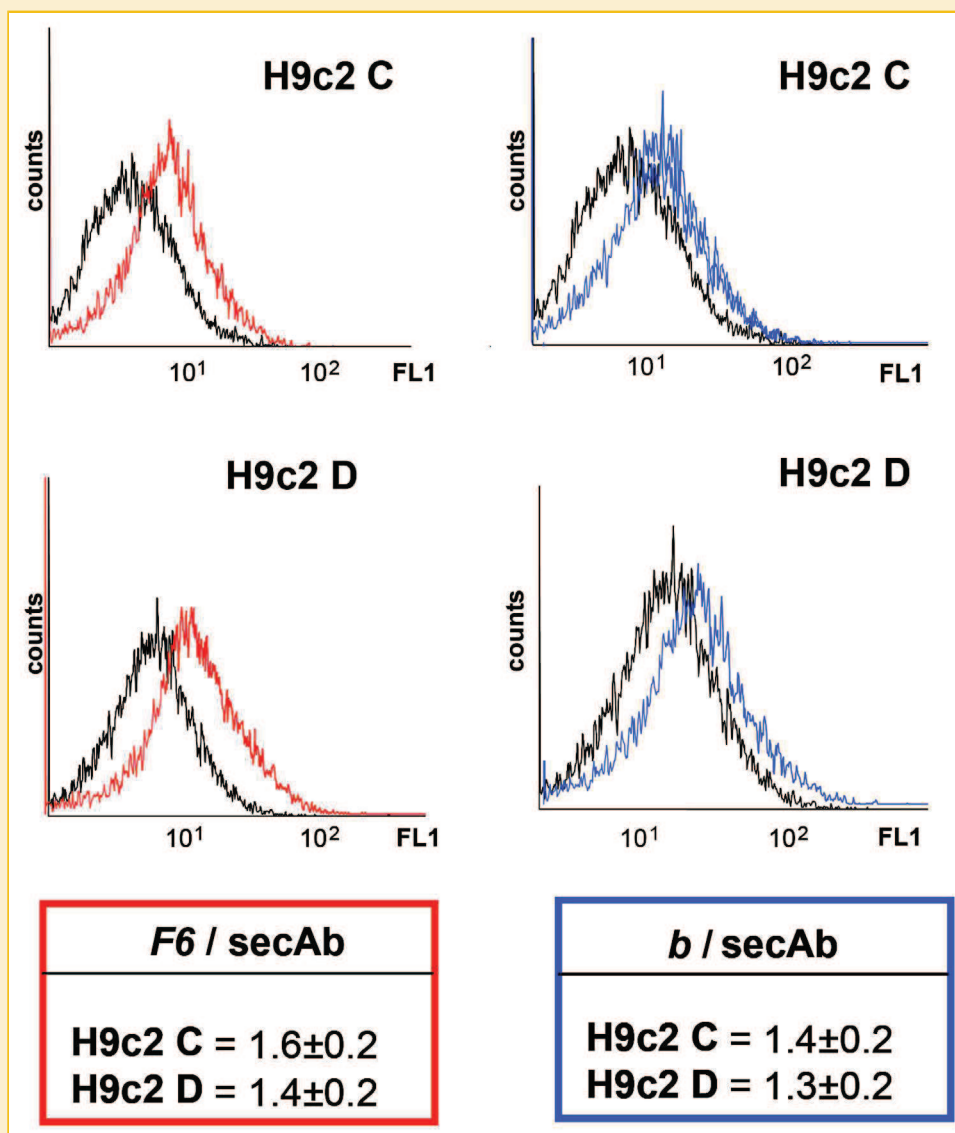 H9c2 C
counts
10¹ 10² FL1
H9c2 C
counts
10¹ 10² FL1
H9c2 D
counts
10¹ 10² FL1
H9c2 D
counts
10¹ 10² FL1
F6 / secAb
H9c2 C = 1.6±0.2
H9c2 D = 1.4±0.2
b / secAb
H9c2 C = 1.4±0.2
H9c2 D = 1.3±0.2